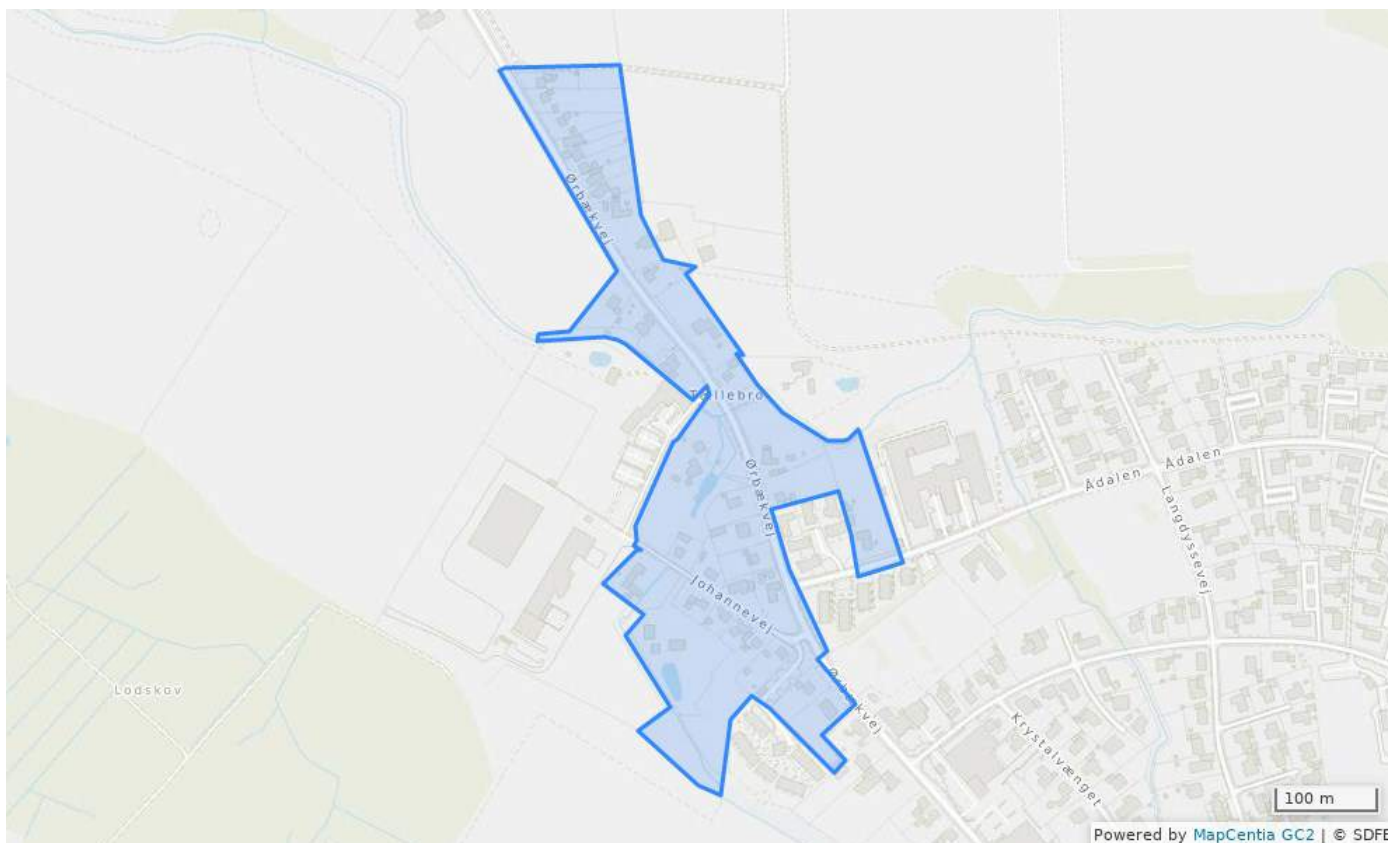 Ørbækvej
Tøllebro
Ørbækvej
Ådalen
Ådalen
Langdyssevej
Johannevej
Lodskov
Ørbækvej
Krystalvænget
100 m
Powered by MapCentia GC2 | © SDFE